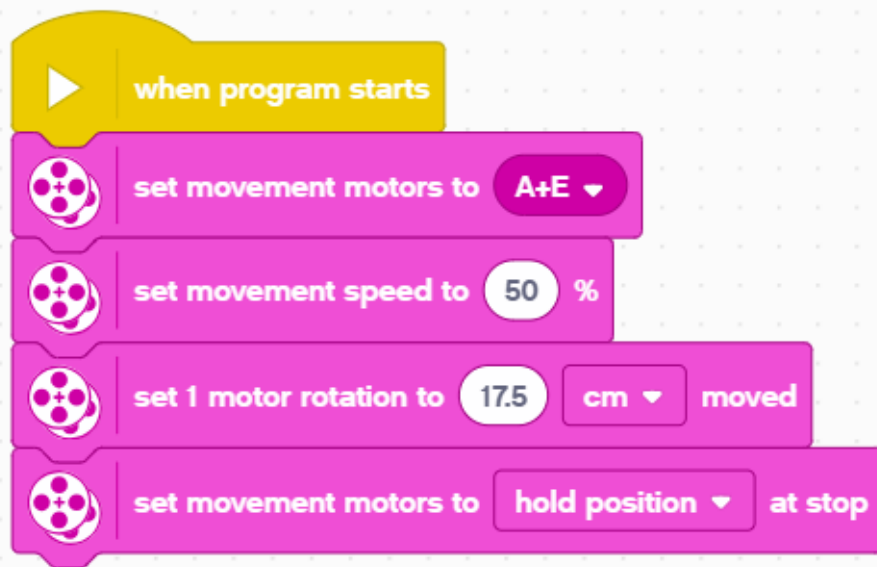 when program starts
set movement motors to A+E
set movement speed to 50 %
set 1 motor rotation to 17.5 cm moved
set movement motors to hold position at stop